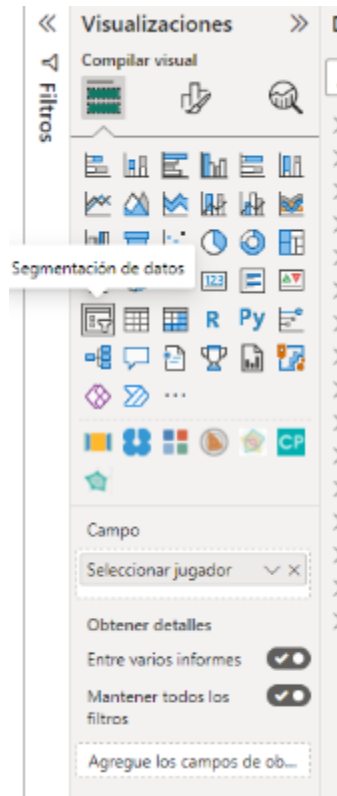 Visualizaciones
Filtros
Compilar visual
Segmentación de datos
123
R Py
...
CP
Campo
Seleccionar jugador
Obtener detalles
Entre varios informes
Mantener todos los
filtros
Agregue los campos de ob...